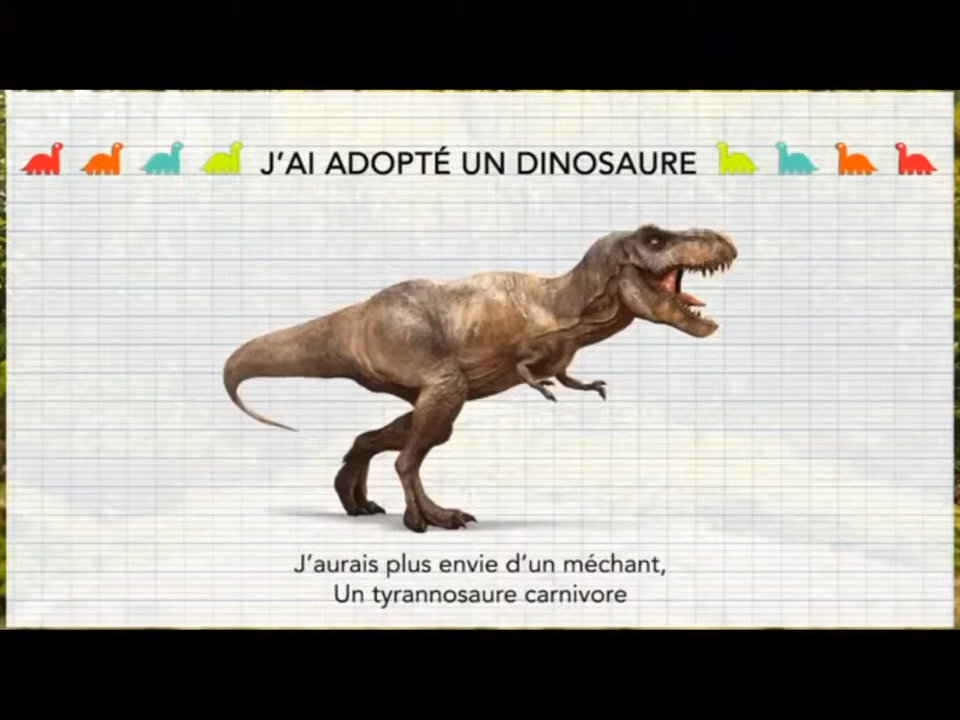 J'AI ADOPTÉ UN DINOSAURE
J'aurais plus envie d'un méchant,
Un tyrannosaure carnivore